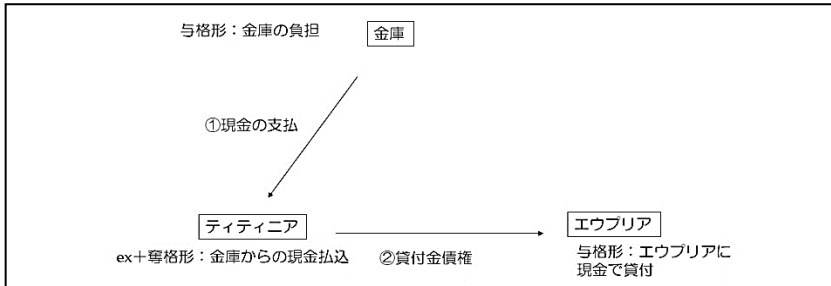 与格形：金庫の負担
金庫
①現金の支払
ティティニア
エウプリア
ex＋奪格形：金庫からの現金払込
②貸付金債権
与格形：エウプリアに
現金で貸付